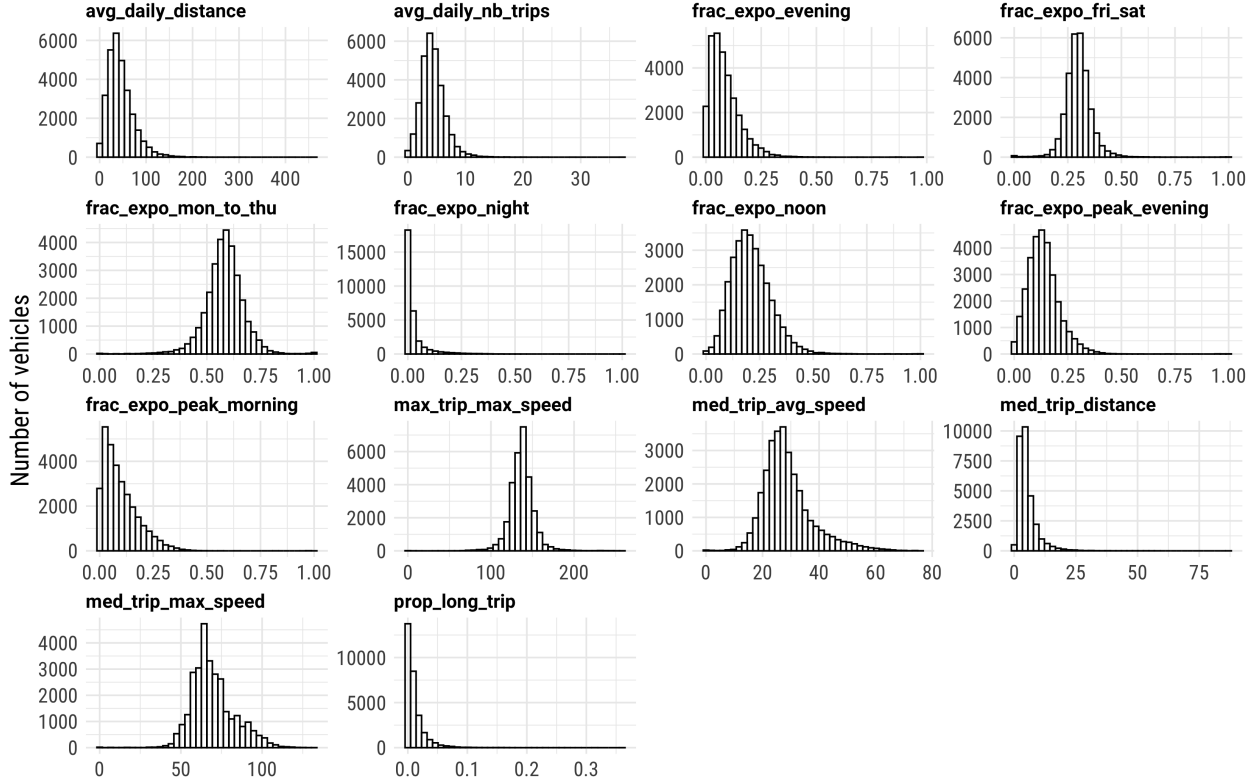 avg_daily_distance avg_daily_nb_trips frac_expo_evening frac_expo_fri_sat
6000 6000 4000 6000
4000 4000 2000 4000
2000 2000 0 2000
0 0 0
0 100 200 300 400 0 10 20 30 0.00 0.25 0.50 0.75 1.00 0.00 0.25 0.50 0.75 1.00
frac_expo_mon_to_thu frac_expo_night frac_expo_noon frac_expo_peak_evening
4000 15000 3000 4000
3000 10000 2000 3000
2000 5000 1000 2000
1000 0 0 1000
0 0
0.00 0.25 0.50 0.75 1.00 0.00 0.25 0.50 0.75 1.00 0.00 0.25 0.50 0.75 1.00 0.00 0.25 0.50 0.75 1.00
Number of vehicles
frac_expo_peak_morning max_trip_max_speed med_trip_avg_speed med_trip_distance
4000 6000 3000 10000
2000 4000 2000 7500
0 2000 1000 5000
0 0 2500
0
0.00 0.25 0.50 0.75 1.00 0 100 200 0 20 40 60 80 0 25 50 75
med_trip_max_speed prop_long_trip
4000 10000
3000 5000
2000 0
1000
0
0 50 100 0.0 0.1 0.2 0.3